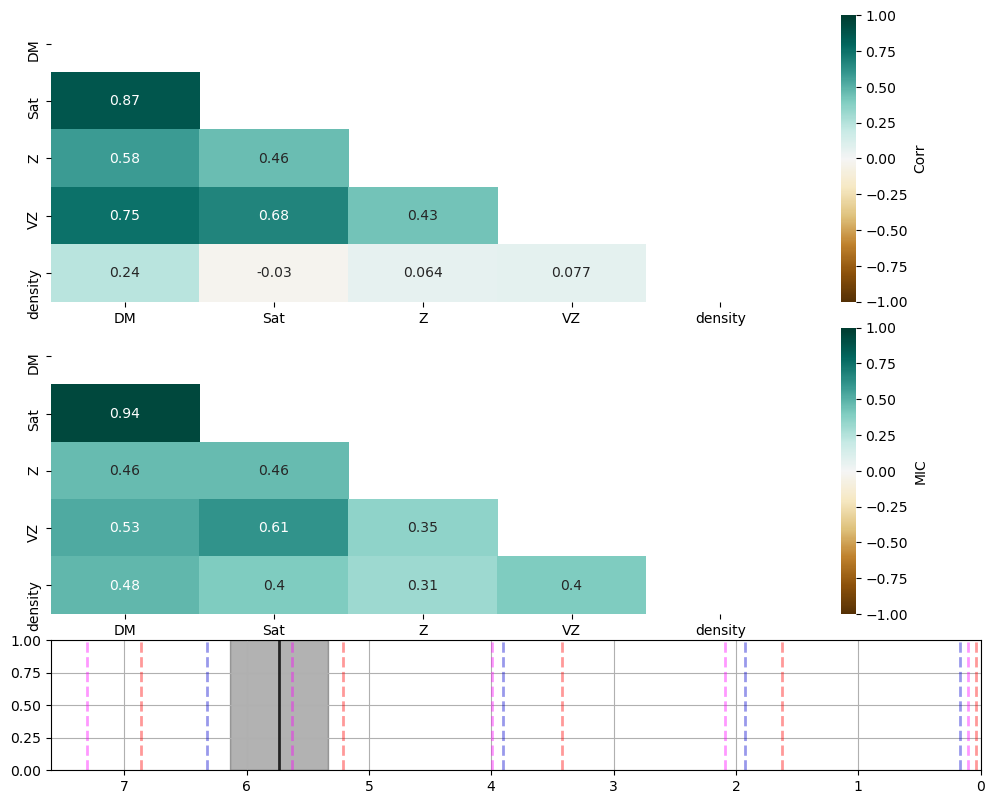 DM
Sat
Z
VZ
density
0.87
0.58 0.46
0.75 0.68 0.43
0.24 -0.03 0.064 0.077
DM Sat Z VZ density
1.00
0.75
0.50
0.25
0.00
−0.25
−0.50
−0.75
−1.00
Corr
DM
Sat
Z
VZ
density
0.94
0.46 0.46
0.53 0.61 0.35
0.48 0.4 0.31 0.4
DM Sat Z VZ density
1.00
0.75
0.50
0.25
0.00
−0.25
−0.50
−0.75
−1.00
MIC
1.00
0.75
0.50
0.25
0.00
7 6 5 4 3 2 1 0